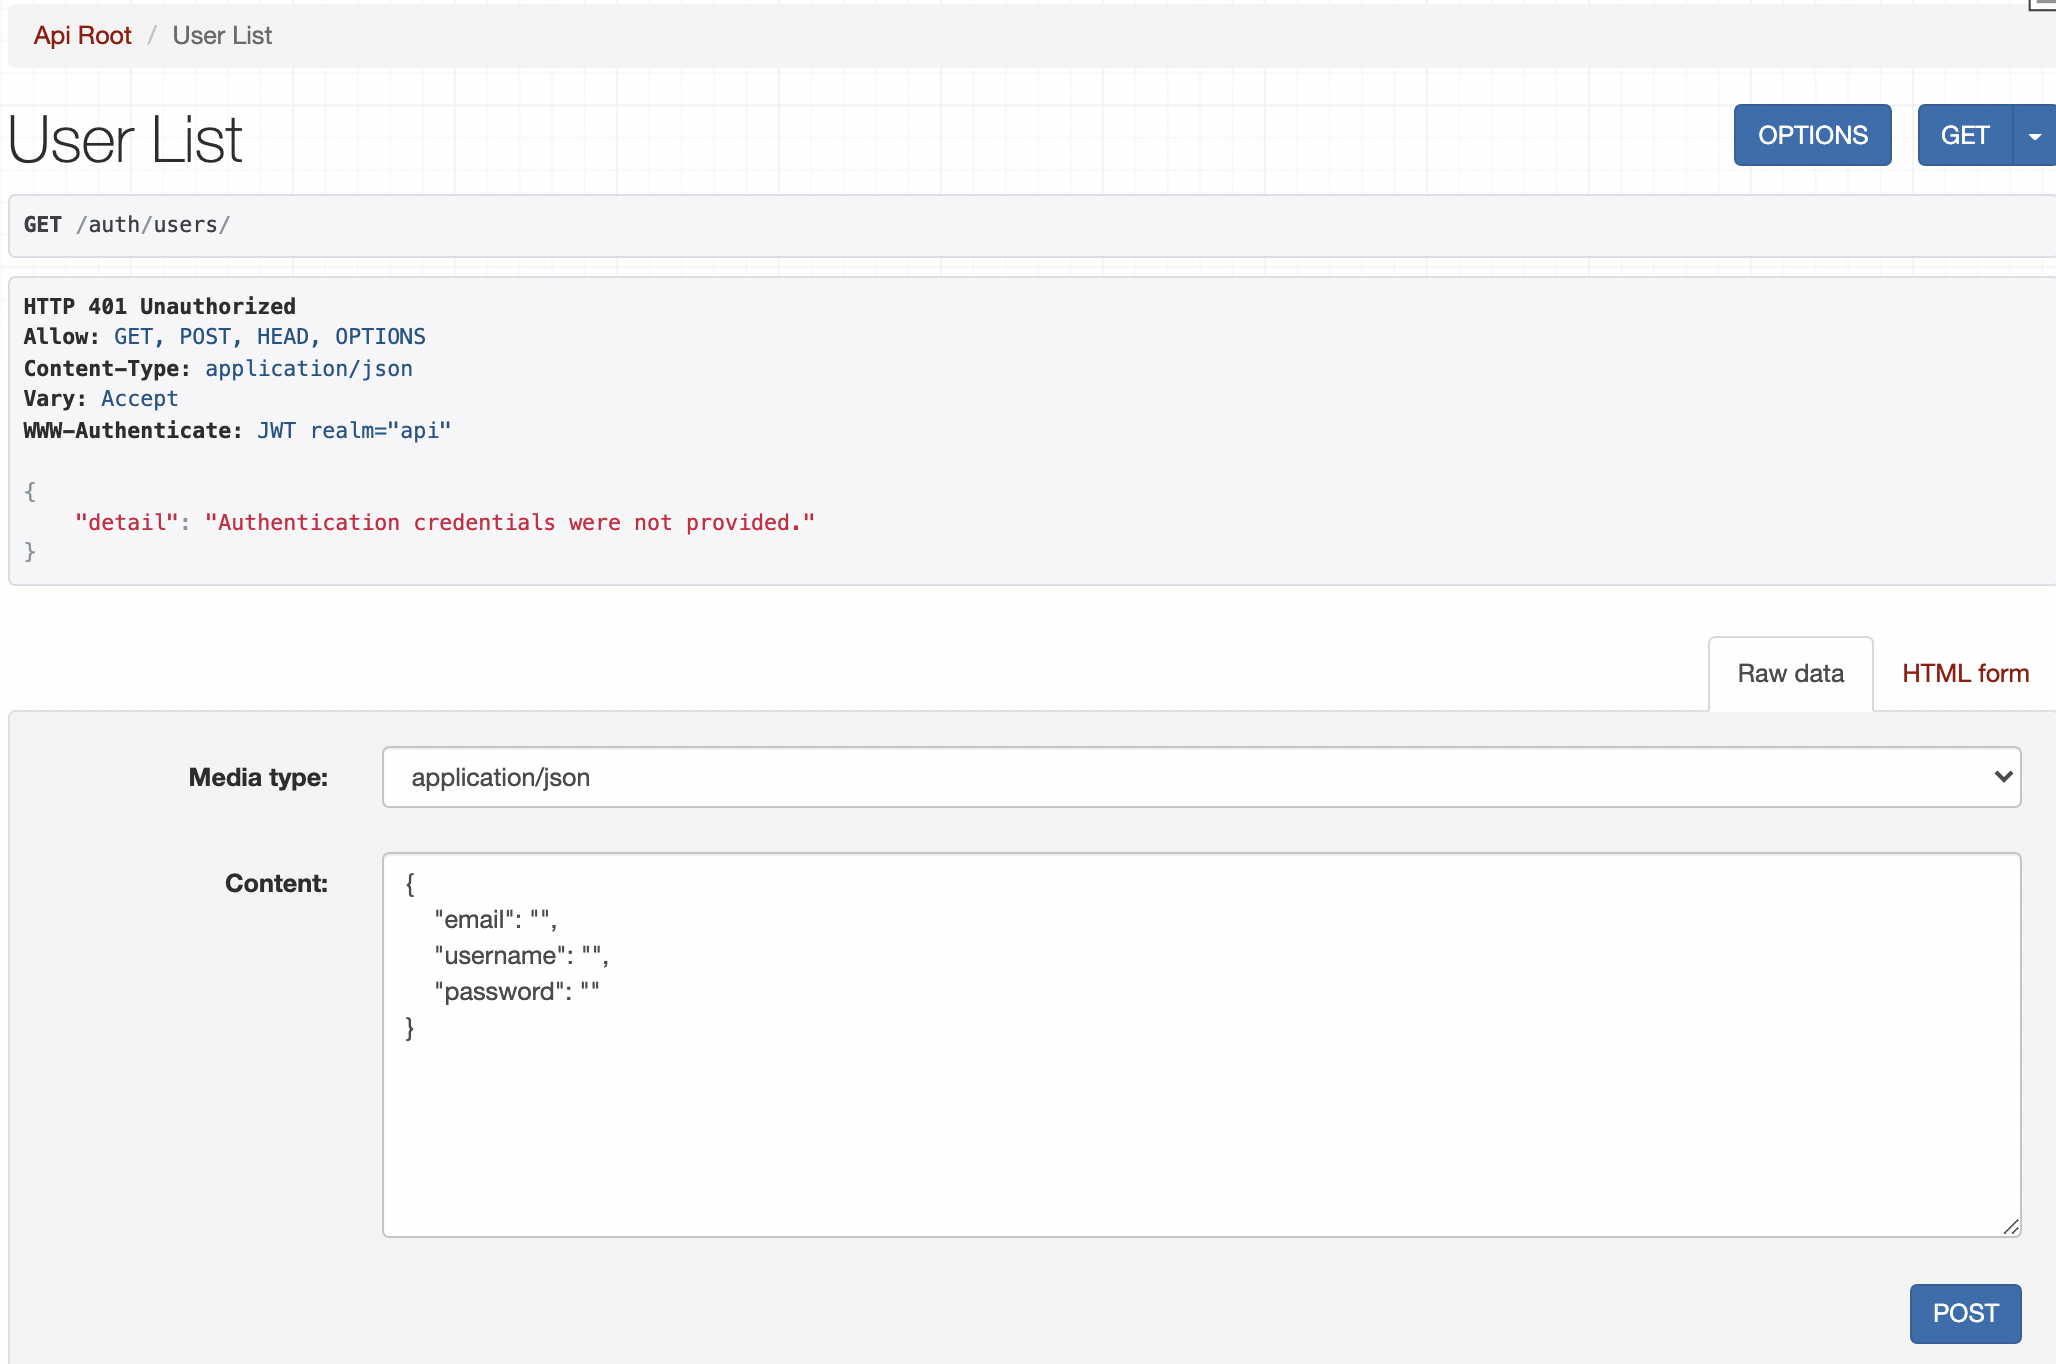 Api Root / User List
User List
OPTIONS GET
GET /auth/users/
HTTP 401 Unauthorized
Allow: GET, POST, HEAD, OPTIONS
Content-Type: application/json
Vary: Accept
WWW-Authenticate: JWT realm="api"
{
"detail": "Authentication credentials were not provided."
}
Raw data HTML form
Media type: application/json
Content: {
"email": "",
"username": "",
"password": ""
}
POST